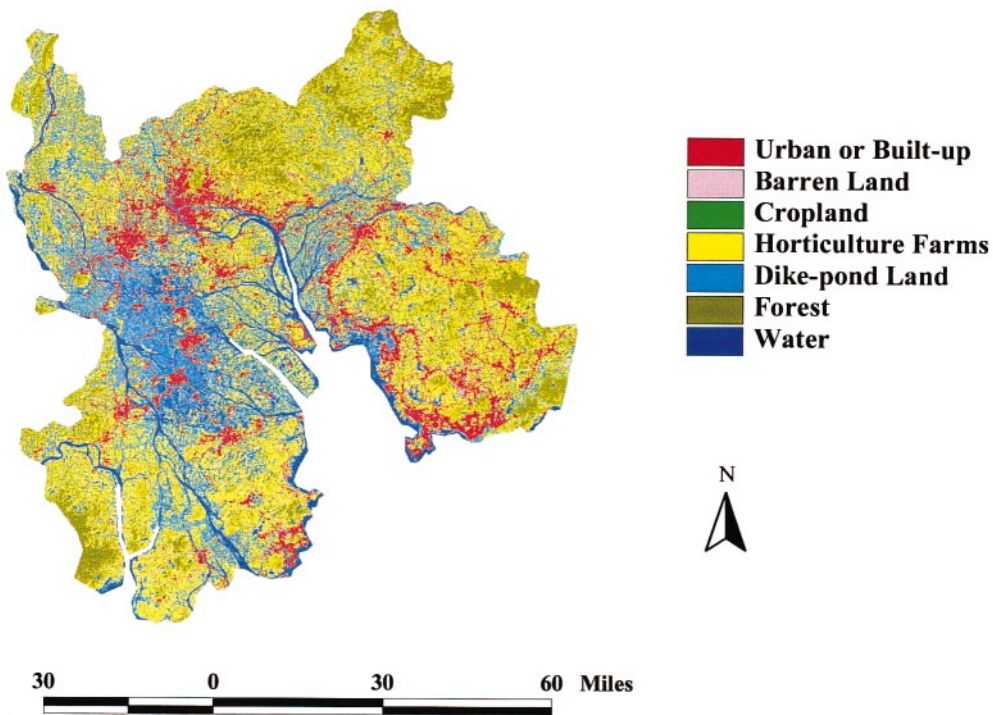 Urban or Built-up
Barren Land
Cropland
Horticulture Farms
Dike-pond Land
Forest
Water
N
30 0 30 60 Miles